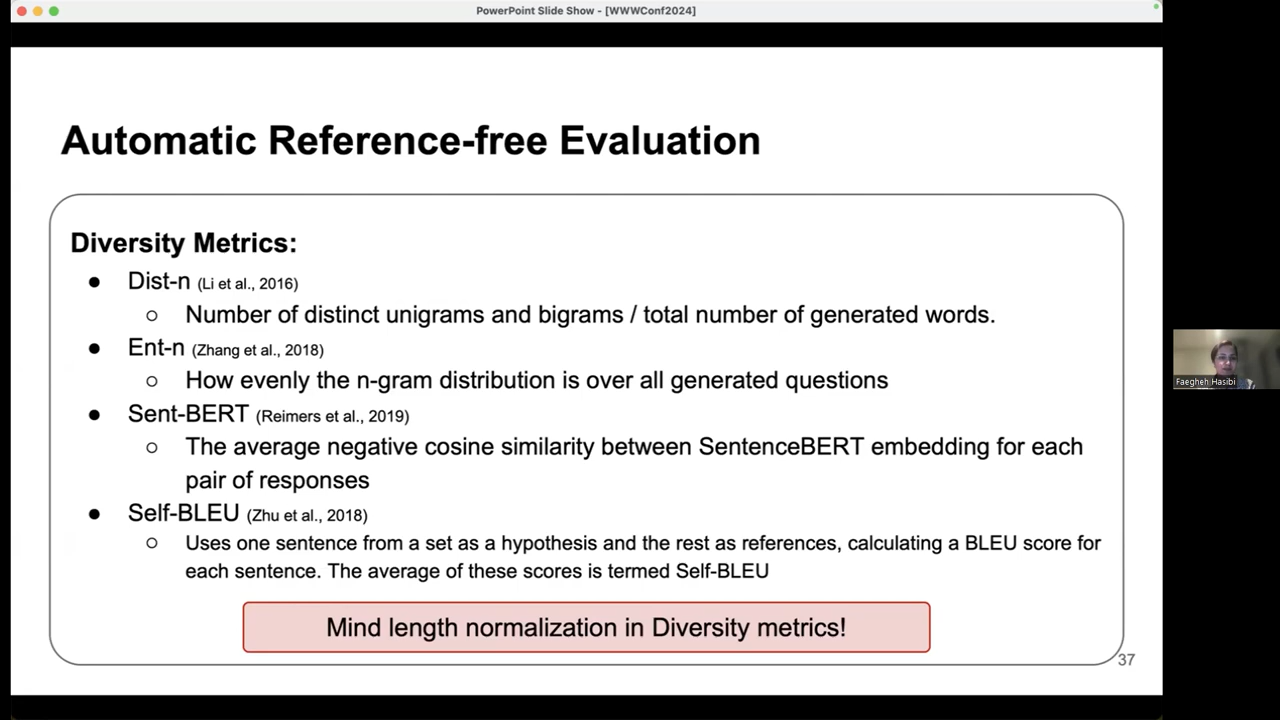 PowerPoint Slide Show - [WWWConf2024]
Automatic Reference-free Evaluation
Diversity Metrics:
● Dist-n (Li et al., 2016)
○ Number of distinct unigrams and bigrams / total number of generated words.
● Ent-n (Zhang et al., 2018)
○ How evenly the n-gram distribution is over all generated questions
● Sent-BERT (Reimers et al., 2019)
○ The average negative cosine similarity between SentenceBERT embedding for each
pair of responses
● Self-BLEU (Zhu et al., 2018)
○ Uses one sentence from a set as a hypothesis and the rest as references, calculating a BLEU score for
each sentence. The average of these scores is termed Self-BLEU
Mind length normalization in Diversity metrics!
37
Faegheh Hasibi